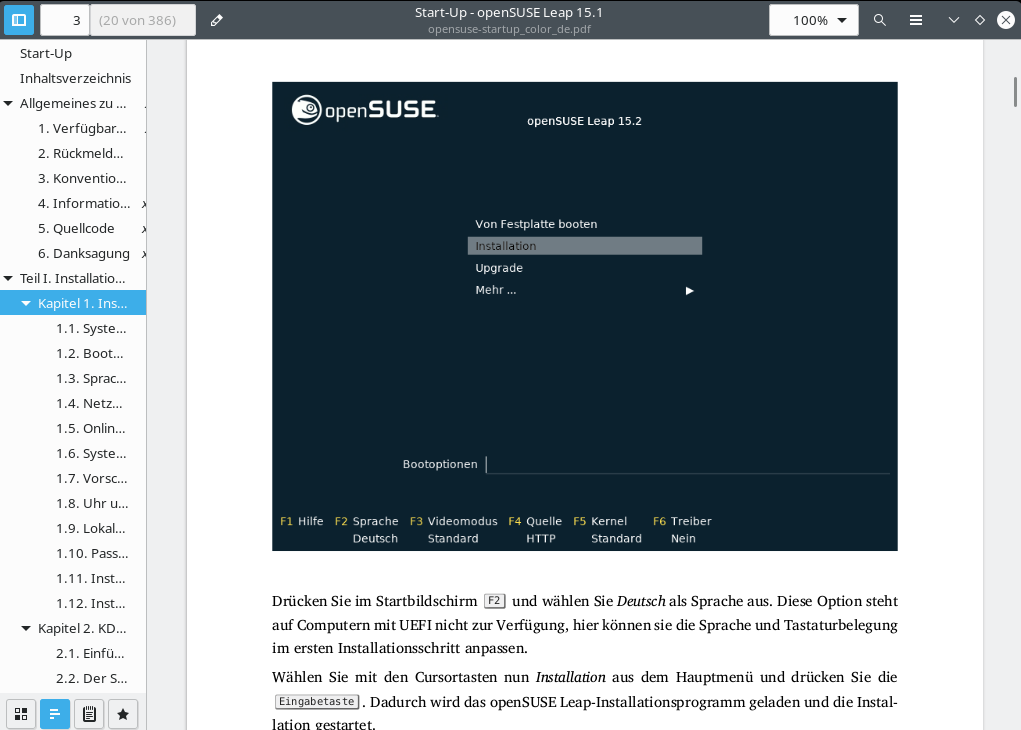 3
(20 von 386)
Start-Up - openSUSE Leap 15.1
opensuse-startup_color_de.pdf
100%
Start-Up
Inhaltsverzeichnis
Allgemeines zu ...
1. Verfügbar...
2. Rückmeld...
3. Konventio...
4. Informatio...
5. Quellcode
6. Danksagung
Teil I. Installatio...
Kapitel 1. Ins...
1.1. Syste...
1.2. Boot...
1.3. Sprac...
1.4. Netz...
1.5. Onlin...
1.6. Syste...
1.7. Vorsc...
1.8. Uhr u...
1.9. Lokal...
1.10. Pass...
1.11. Inst...
1.12. Inst...
Kapitel 2. KD...
2.1. Einfü...
2.2. Der S...
openSUSE
openSUSE Leap 15.2
Von Festplatte booten
Installation
Upgrade
Mehr ...
Bootoptionen
F1 Hilfe F2 Sprache F3 Videomodus F4 Quelle F5 Kernel F6 Treiber
Deutsch Standard HTTP Standard Nein
Drücken Sie im Startbildschirm F2 und wählen Sie Deutsch als Sprache aus. Diese Option steht
auf Computern mit UEFI nicht zur Verfügung, hier können sie die Sprache und Tastaturbelegung
im ersten Installationsschritt anpassen.
Wählen Sie mit den Cursortasten nun Installation aus dem Hauptmenü und drücken Sie die
Eingabetaste . Dadurch wird das openSUSE Leap-Installationsprogramm geladen und die Instal-
lation gestartet.